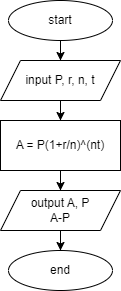 start
input P, r, n, t
A = P(1+r/n)^(nt)
output A, P
A-P
end